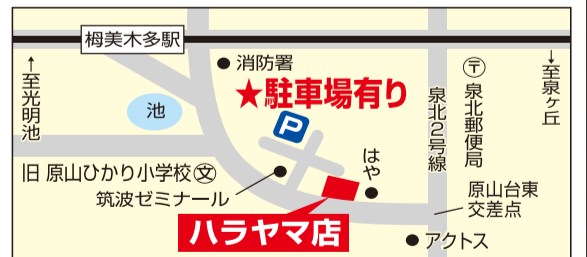 栂美木多駅
↑至光明池
●消防署
↓至泉ヶ丘
★駐車場有り
〒
泉北郵便局
泉北2号線
池
P
はや
旧 原山ひかり小学校 文
筑波ゼミナール
原山台東
交差点
ハラヤマ店
●アクトス